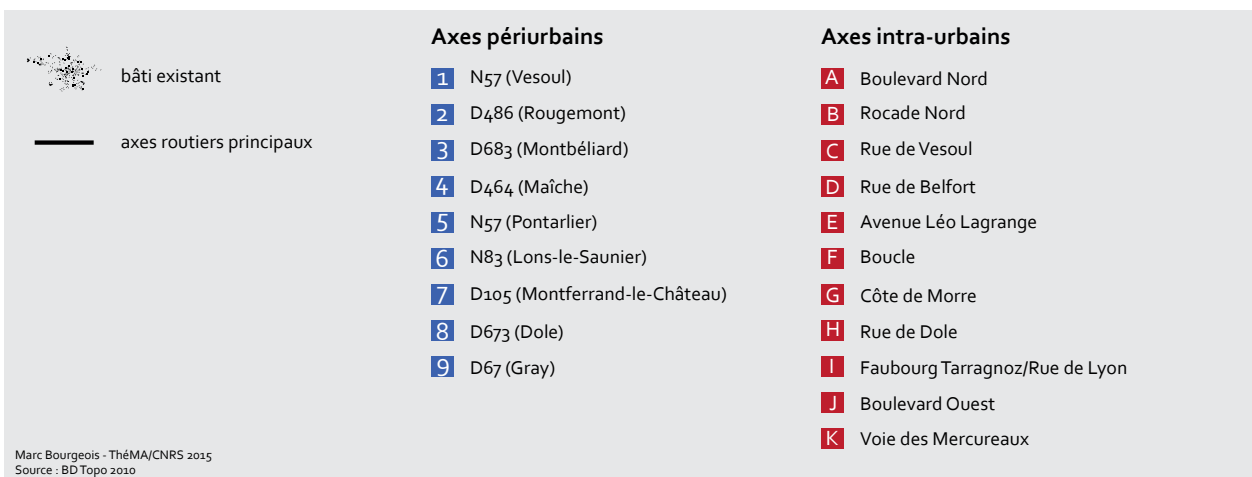 bâti existant
axes routiers principaux
Axes périurbains
1 N57 (Vesoul)
2 D486 (Rougemont)
3 D683 (Montbéliard)
4 D464 (Maîche)
5 N57 (Pontarlier)
6 N83 (Lons-le-Saunier)
7 D105 (Montferrand-le-Château)
8 D673 (Dole)
9 D67 (Gray)
Axes intra-urbains
A Boulevard Nord
B Rocade Nord
C Rue de Vesoul
D Rue de Belfort
E Avenue Léo Lagrange
F Boucle
G Côte de Morre
H Rue de Dole
I Faubourg Tarragnoz/Rue de Lyon
J Boulevard Ouest
K Voie des Mercureaux
Marc Bourgeois - ThéMA/CNRS 2015
Source : BD Topo 2010